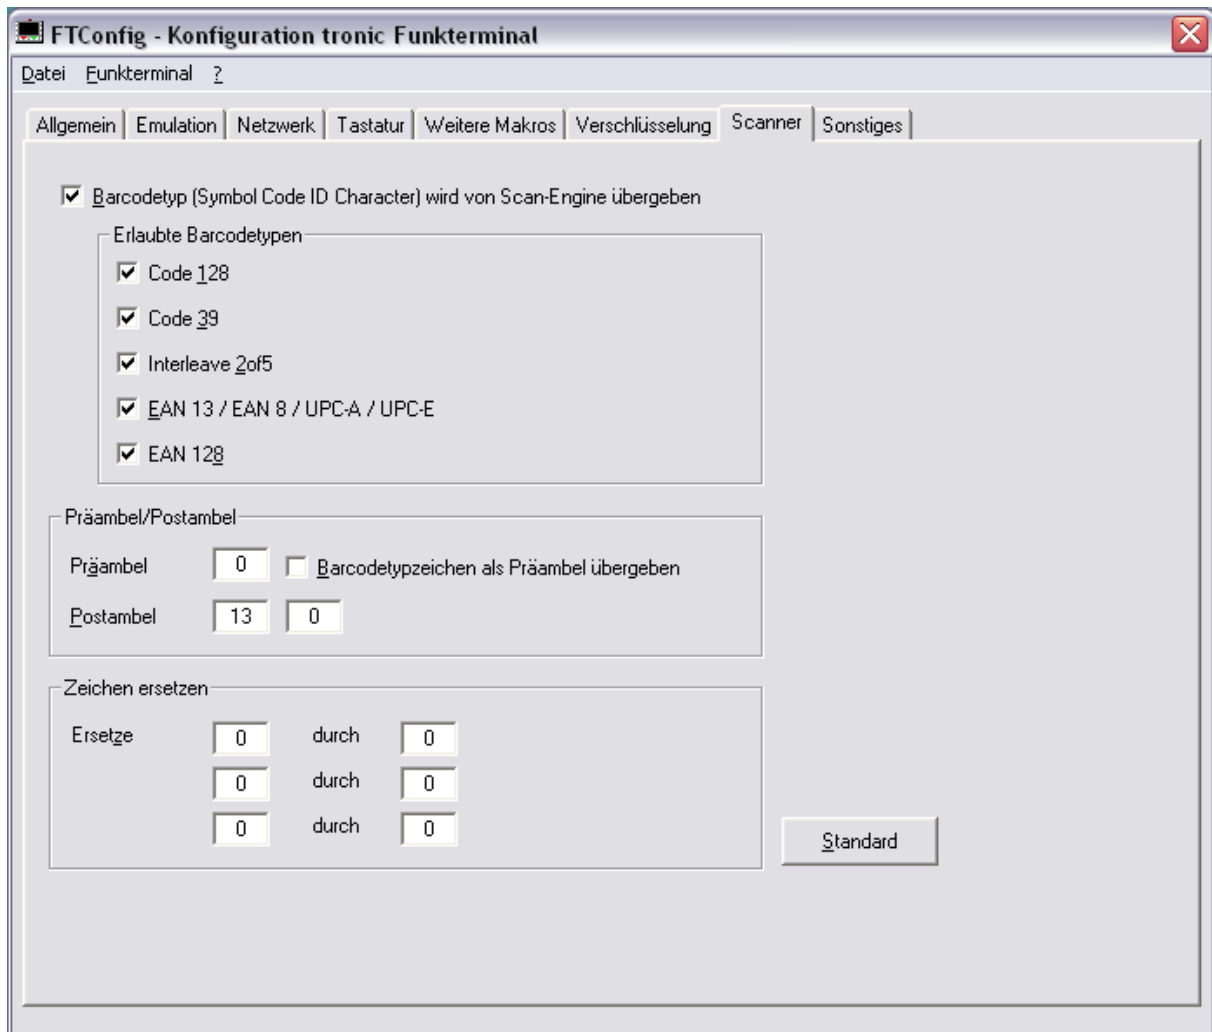 FTConfig - Konfiguration tronic Funkterminal
Datei Funkterminal ?
Allgemein Emulation Netzwerk Tastatur Weitere Makros Verschlüsselung Scanner Sonstiges
Barcodetyp (Symbol Code ID Character) wird von Scan-Engine übergeben
Erlaubte Barcodetypen
Code 128
Code 39
Interleave 2of5
EAN 13 / EAN 8 / UPC-A / UPC-E
EAN 128
Präambel/Postambel
Präambel 0 Barcodetypzeichen als Präambel übergeben
Postambel 13 0
Zeichen ersetzen
Ersetze 0 durch 0
0 durch 0
0 durch 0
Standard